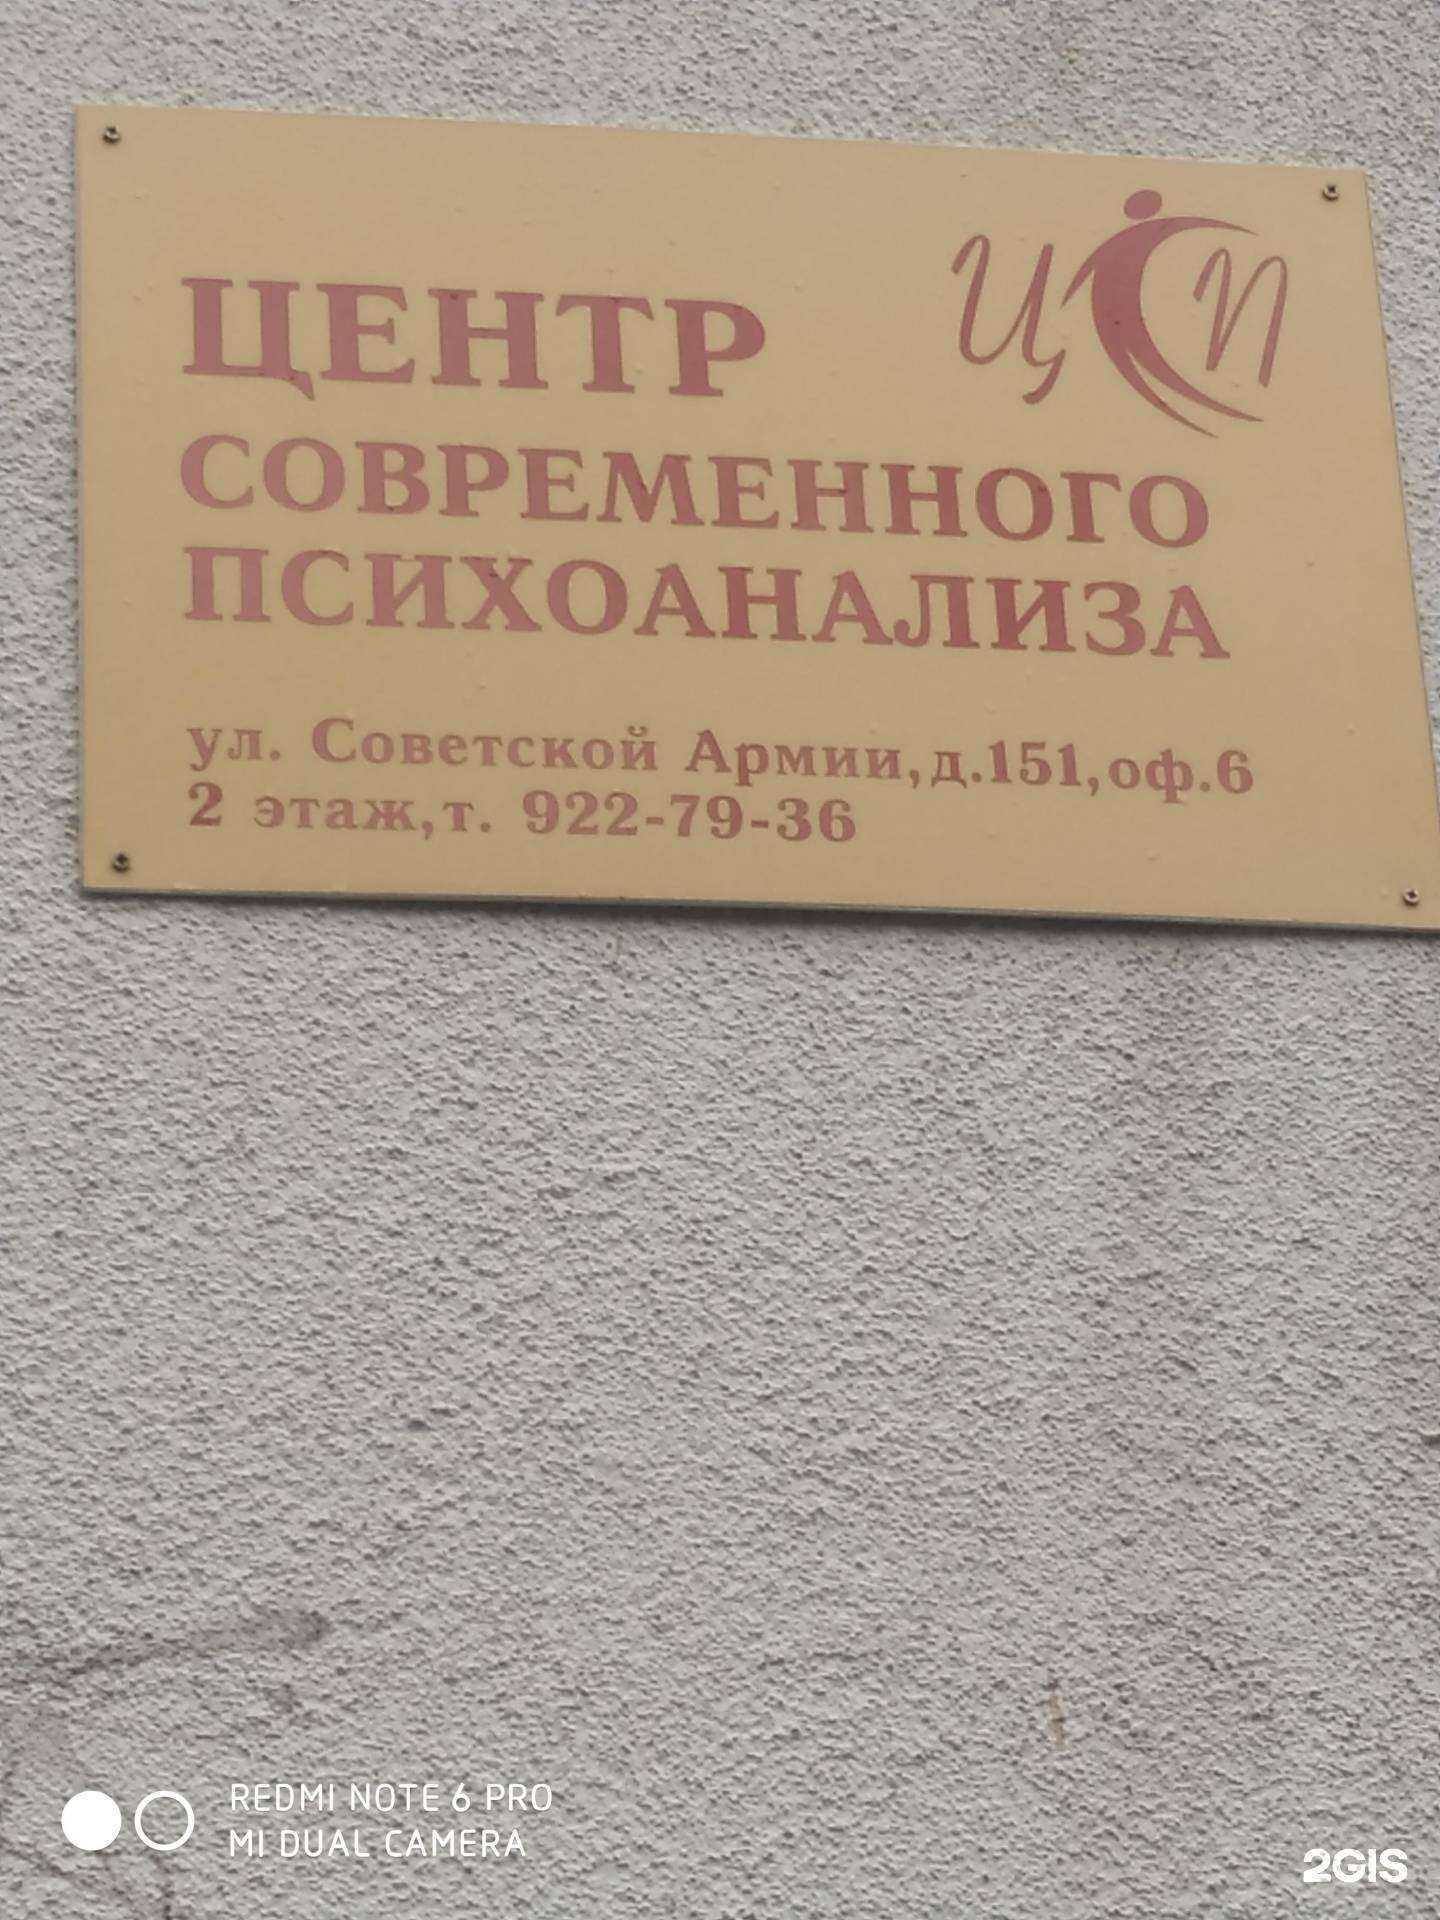 ЦСП
ЦЕНТР
СОВРЕМЕННОГО
ПСИХОАНАЛИЗА
ул. Советской Армии,д.151,оф.6
2 этаж,т. 922-79-36
REDMI NOTE 6 PRO
MI DUAL CAMERA
2GIS